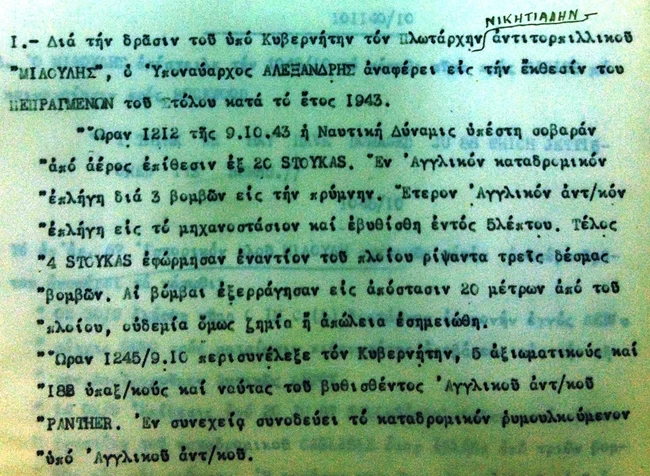 ΝΙΚΗΤΙΑΔΗΝ
Ι.- Διά τήν δρᾶσιν τοῦ ὑπό Κυβερνήτην τόν Πλωτάρχην ἀντιτορπιλλικοῦ
"ΜΙΑΟΥΛΗΣ", ὁ Ὑποναύαρχος ΑΛΕΞΑΝΔΡΗΣ ἀναφέρει εἰς τήν ἔκθεσίν του
ΠΕΠΡΑΓΜΕΝΩΝ τοῦ Στόλου κατά τό ἔτος 1943.
"Ὥραν 1212 τῆς 9.10.43 ἡ Ναυτική Δύναμις ὑπέστη σοβαράν
"ἀπό ἀέρος ἐπίθεσιν ἐξ 20 STOYKAS. Ἕν Ἀγγλικόν καταδρομικόν
"ἐπλήγη διά 3 βομβῶν εἰς τήν πρύμνην. Ἕτερον Ἀγγλικόν ἀντ/κόν
"ἐπλήγη εἰς τό μηχανοστάσιον καί ἐβυθίσθη ἐντός 5λέπτου. Τέλος
"4 STOYKAS ἐφώρμησαν ἐναντίον τοῦ πλοίου ρίψαντα τρεῖς δέσμας
"βομβῶν. Αἱ βόμβαι ἐξερράγησαν εἰς ἀπόστασιν 20 μέτρων ἀπό τοῦ
"πλοίου, οὐδεμία ὅμως ζημία ἤ ἀπώλεια ἐσημειώθη.
"Ὥραν 1245/9.10 περισυνέλεξε τόν Κυβερνήτην, 5 ἀξιωματικούς καί
"188 ὑπαξ/κούς καί ναύτας τοῦ βυθισθέντος Ἀγγλικοῦ ἀντ/κοῦ
"PANTHER. Ἐν συνεχείᾳ συνοδεύει τό καταδρομικόν ρυμουλκούμενον
"ὑπό Ἀγγλικοῦ ἀντ/κοῦ.